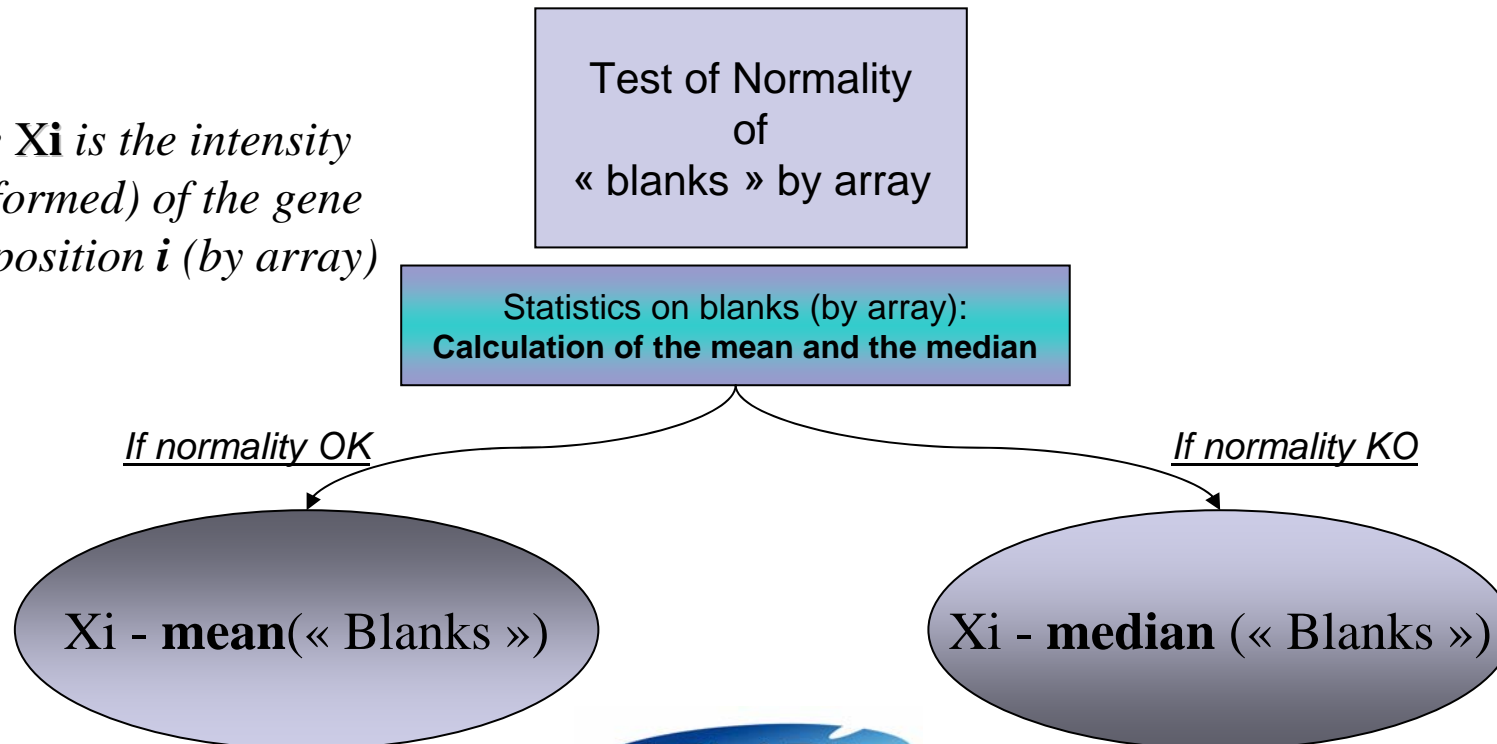 Test of Normality
of
« blanks » by array
Xi is the intensity
formed) of the gene
position i (by array)
Statistics on blanks (by array):
Calculation of the mean and the median
If normality OK
If normality KO
Xi - mean(« Blanks »)
Xi - median (« Blanks »)